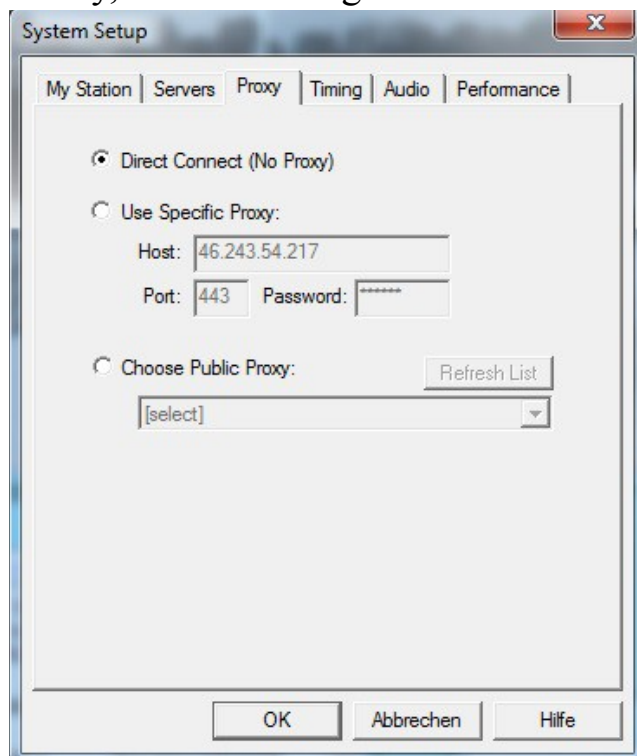 System Setup
My Station Servers Proxy Timing Audio Performance
Direct Connect (No Proxy)
Use Specific Proxy:
Host: 46.243.54.217
Port: 443 Password: ******
Choose Public Proxy: Refresh List
[select]
OK Abbrechen Hilfe